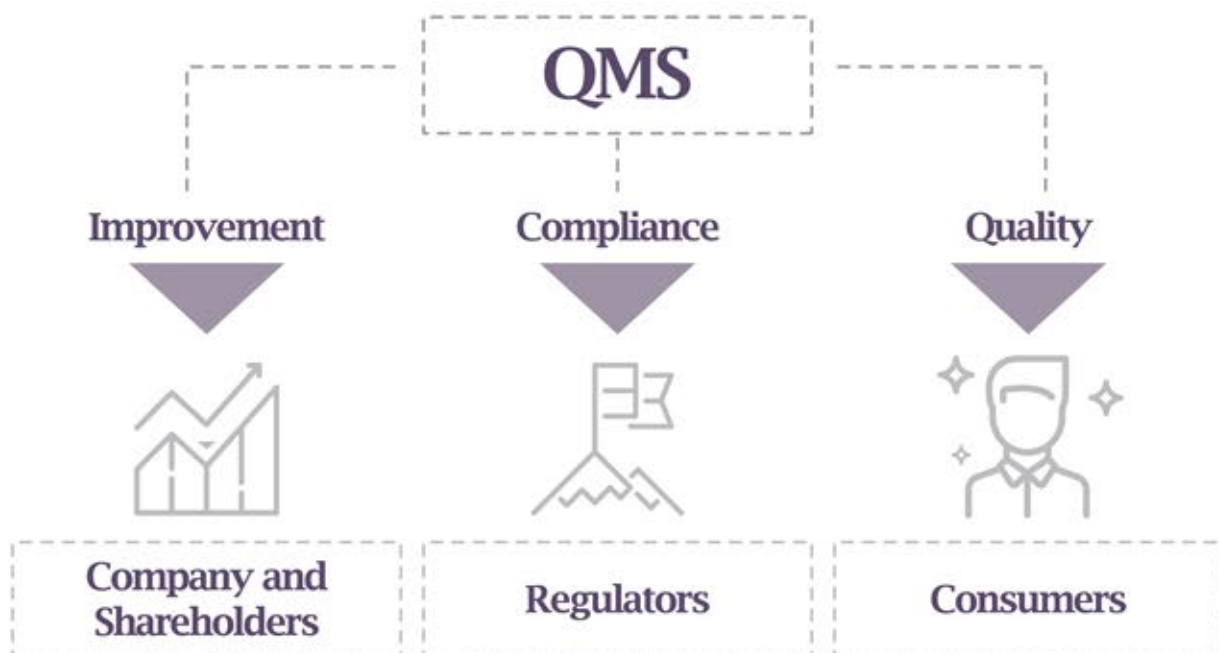 QMS
Improvement
Compliance
Quality
Company and
Shareholders
Regulators
Consumers